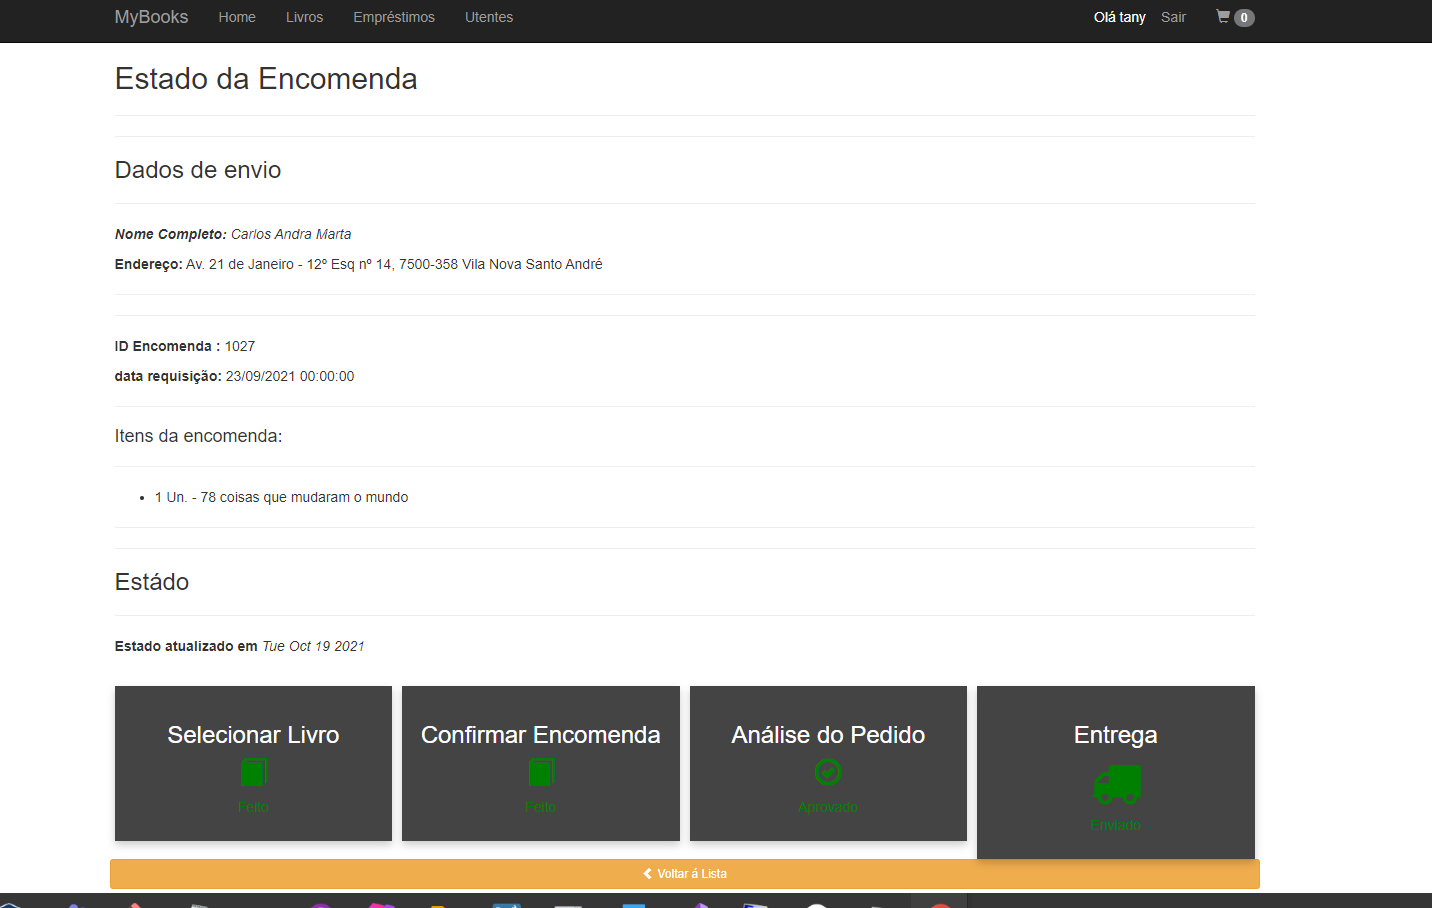 MyBooks Home Livros Empréstimos Utentes Olá tany Sair 0
Estado da Encomenda
Dados de envio
Nome Completo: Carlos Andra Marta
Endereço: Av. 21 de Janeiro - 12º Esq nº 14, 7500-358 Vila Nova Santo André
ID Encomenda : 1027
data requisição: 23/09/2021 00:00:00
Itens da encomenda:
1 Un. - 78 coisas que mudaram o mundo
Estádo
Estado atualizado em Tue Oct 19 2021
Selecionar Livro
Feito
Confirmar Encomenda
Feito
Análise do Pedido
Aprovado
Entrega
Enviado
Voltar á Lista